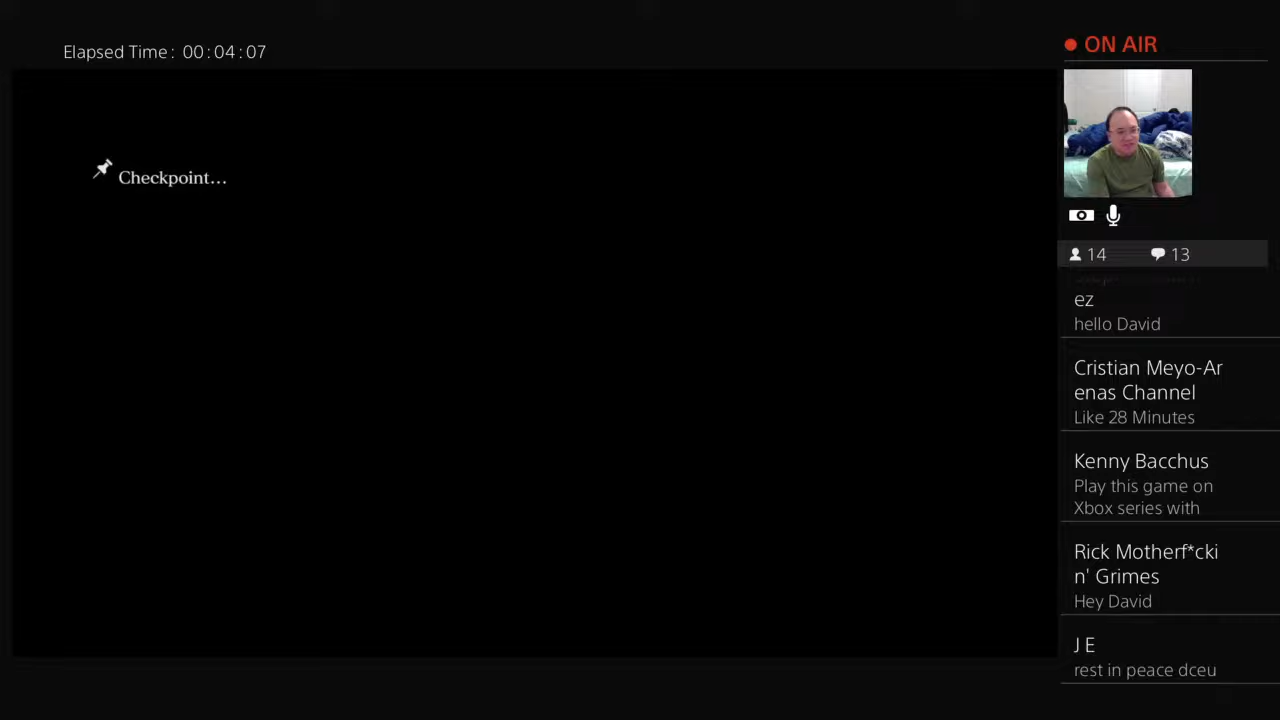 Elapsed Time: 00:04:07
ON AIR
Checkpoint...
14 13
ez
hello David
Cristian Meyo-Ar
enas Channel
Like 28 Minutes
Kenny Bacchus
Play this game on
Xbox series with
Rick Motherf*cki
n' Grimes
Hey David
J E
rest in peace dceu